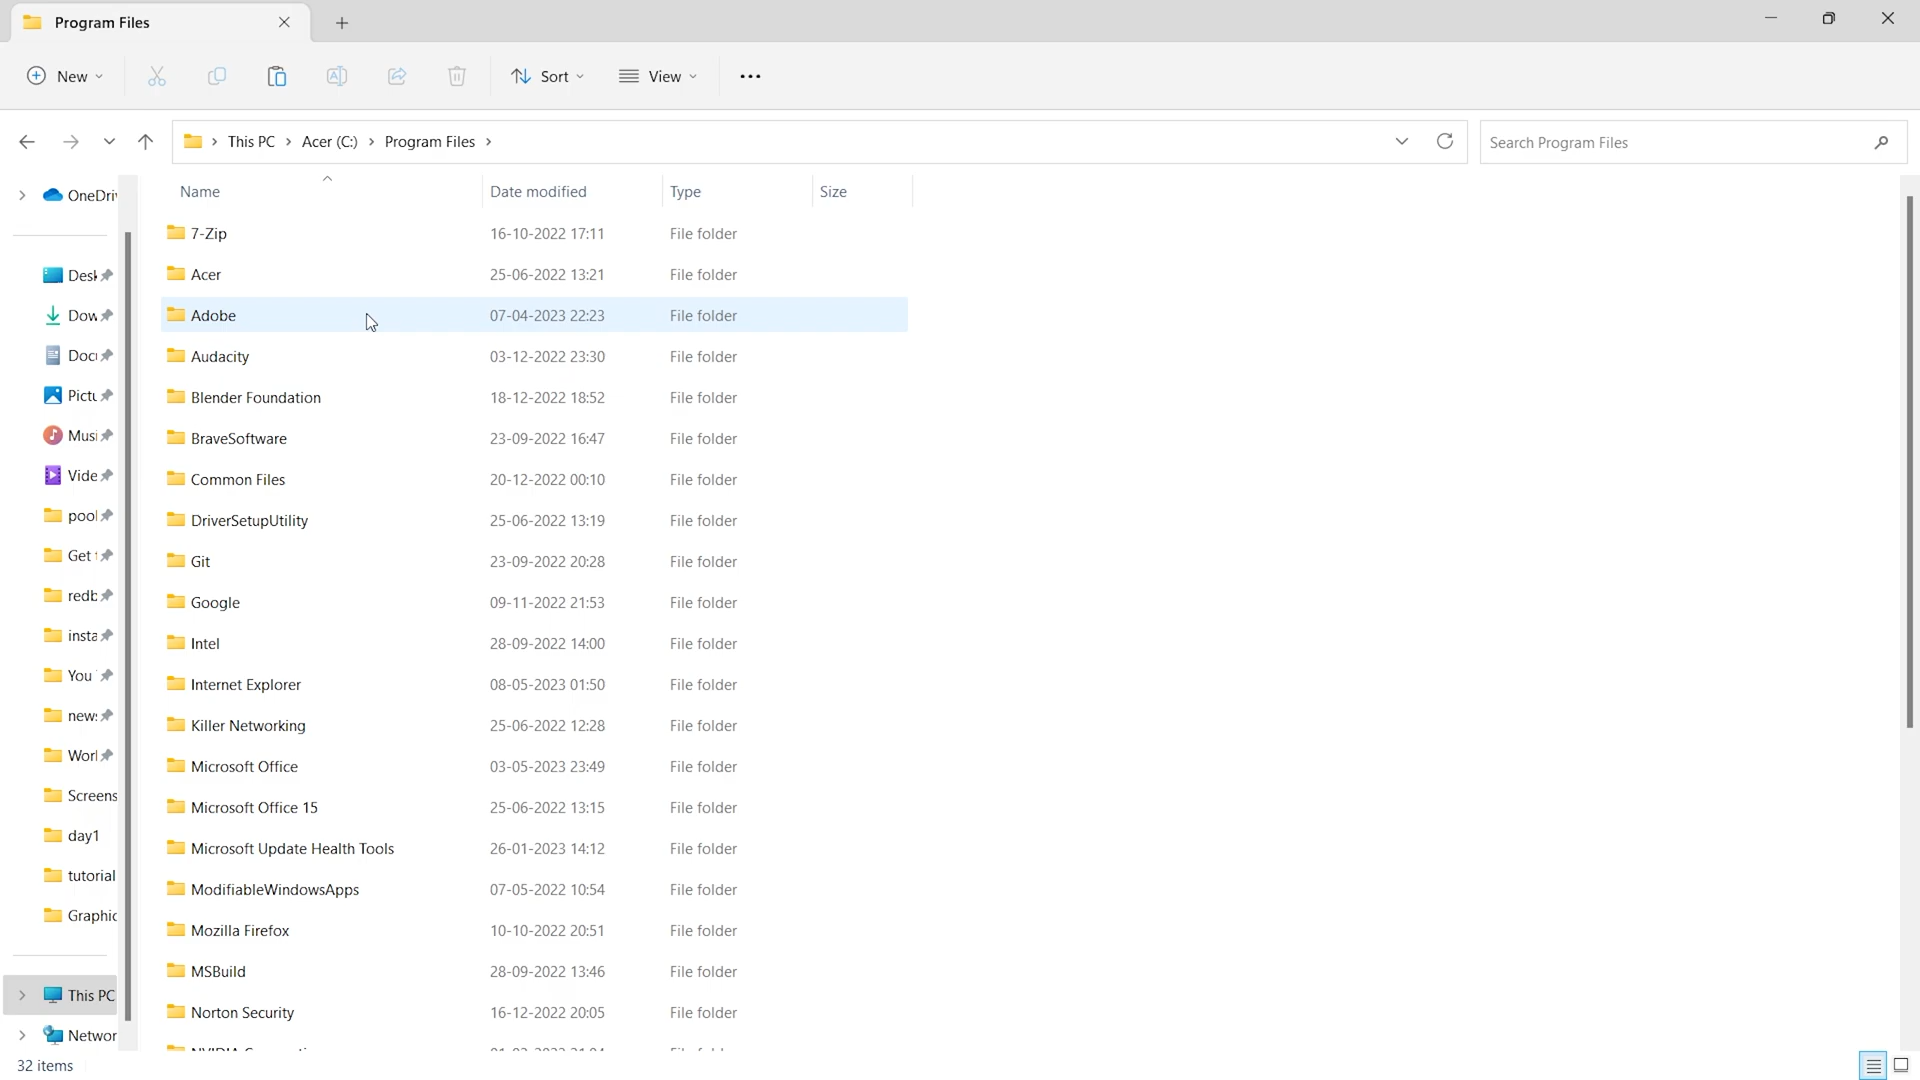 Program Files
New
Sort
View
This PC
Acer (C:)
Program Files
Search Program Files
Name Date modified Type Size
7-Zip 16-10-2022 17:11 File folder
Acer 25-06-2022 13:21 File folder
Adobe 07-04-2023 22:23 File folder
Audacity 03-12-2022 23:30 File folder
Blender Foundation 18-12-2022 18:52 File folder
BraveSoftware 23-09-2022 16:47 File folder
Common Files 20-12-2022 00:10 File folder
DriverSetupUtility 25-06-2022 13:19 File folder
Git 23-09-2022 20:28 File folder
Google 09-11-2022 21:53 File folder
Intel 28-09-2022 14:00 File folder
Internet Explorer 08-05-2023 01:50 File folder
Killer Networking 25-06-2022 12:28 File folder
Microsoft Office 03-05-2023 23:49 File folder
Microsoft Office 15 25-06-2022 13:15 File folder
Microsoft Update Health Tools 26-01-2023 14:12 File folder
ModifiableWindowsApps 07-05-2022 10:54 File folder
Mozilla Firefox 10-10-2022 20:51 File folder
MSBuild 28-09-2022 13:46 File folder
Norton Security 16-12-2022 20:05 File folder
OneDriv
Desk
Dow
Docu
Pictu
Musi
Vide
pool
Get
redb
insta
You
news
Worl
Screens
day1
tutorial
Graphic
This PC
Networ
32 items